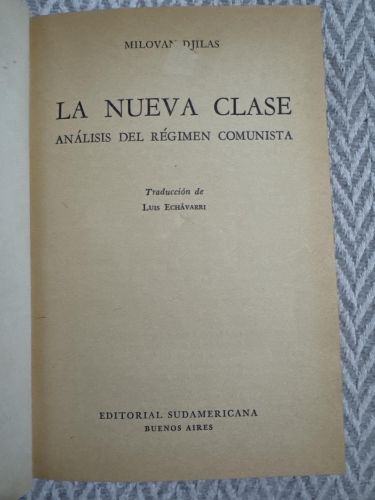 MILOVAN DJILAS
LA NUEVA CLASE
ANÁLISIS DEL RÉGIMEN COMUNISTA
Traducción de
LUIS ECHÁVARRI
EDITORIAL SUDAMERICANA
BUENOS AIRES